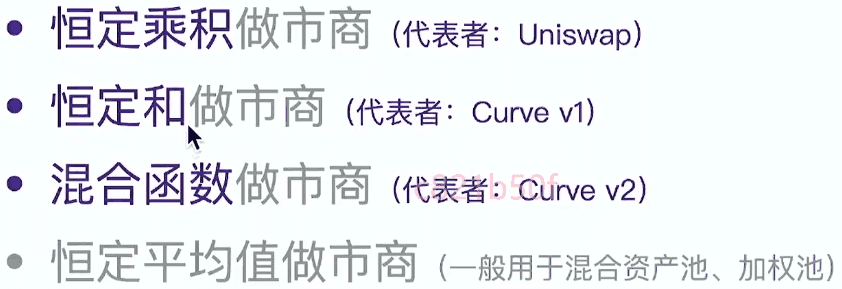 • 恒定乘积做市商（代表者：Uniswap）
• 恒定和做市商（代表者：Curve v1）
• 混合函数做市商（代表者：Curve v2）
• 恒定平均值做市商（一般用于混合资产池、加权池）